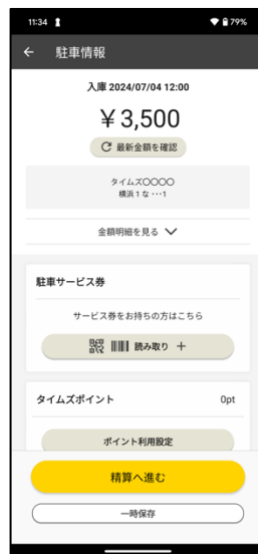 11:34 79%
← 駐車情報
入庫 2024/07/04 12:00
￥3,500
最新金額を確認
タイムズ○○○○
横浜 1 な ･･･1
金額明細を見る
駐車サービス券
サービス券をお持ちの方はこちら
読み取り ＋
タイムズポイント 0pt
ポイント利用設定
精算へ進む
一時保存